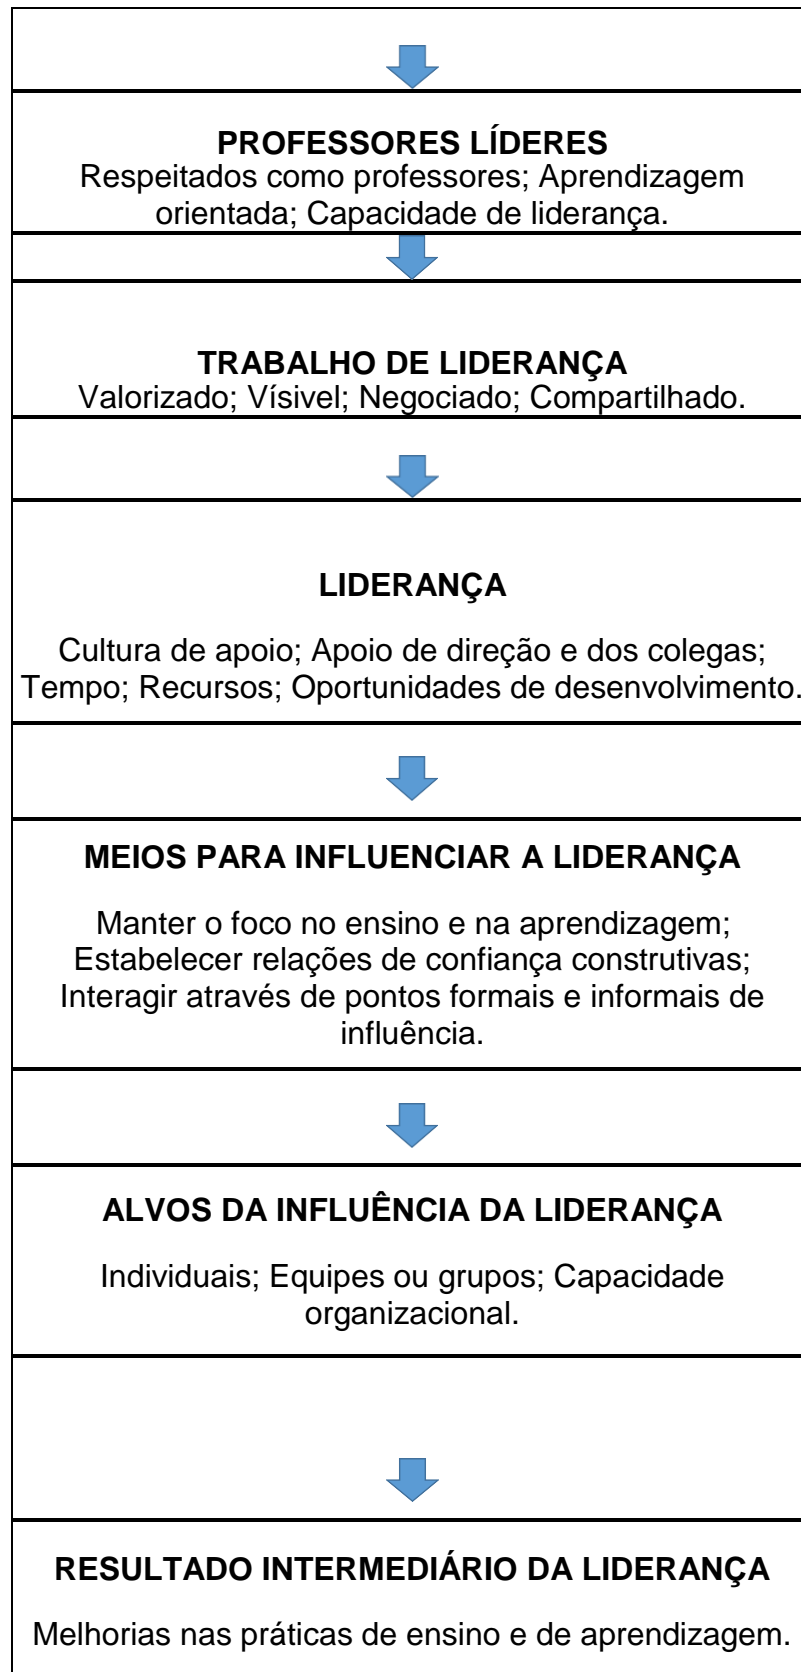 PROFESSORES LÍDERES
Respeitados como professores; Aprendizagem
orientada; Capacidade de liderança.
TRABALHO DE LIDERANÇA
Valorizado; Vísivel; Negociado; Compartilhado.
LIDERANÇA
Cultura de apoio; Apoio de direção e dos colegas;
Tempo; Recursos; Oportunidades de desenvolvimento.
MEIOS PARA INFLUENCIAR A LIDERANÇA
Manter o foco no ensino e na aprendizagem;
Estabelecer relações de confiança construtivas;
Interagir através de pontos formais e informais de
influência.
ALVOS DA INFLUÊNCIA DA LIDERANÇA
Individuais; Equipes ou grupos; Capacidade
organizacional.
RESULTADO INTERMEDIÁRIO DA LIDERANÇA
Melhorias nas práticas de ensino e de aprendizagem.